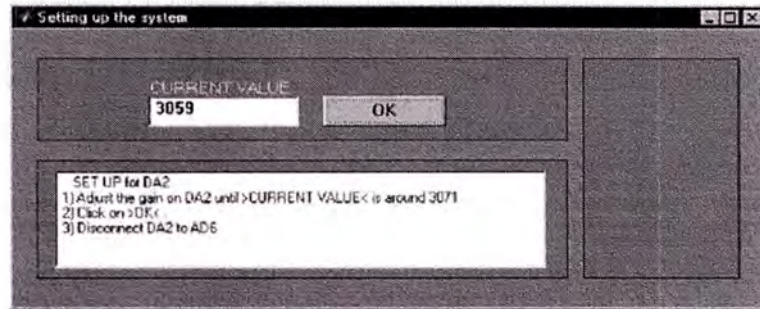 Setting up the system
CURRENT VALUE
3059
OK
SET UP for DA2
1) Adjust the gain on DA2 until >CURRENT VALUE< is around 3071
2) Click on >OK<
3) Disconnect DA2 to AD6